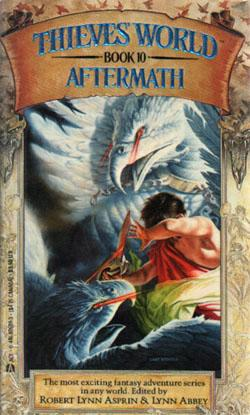 THIEVES' WORLD™
BOOK 10
AFTERMATH
The most exciting fantasy adventure series
in any world. Edited by
ROBERT LYNN ASPRIN & LYNN ABBEY